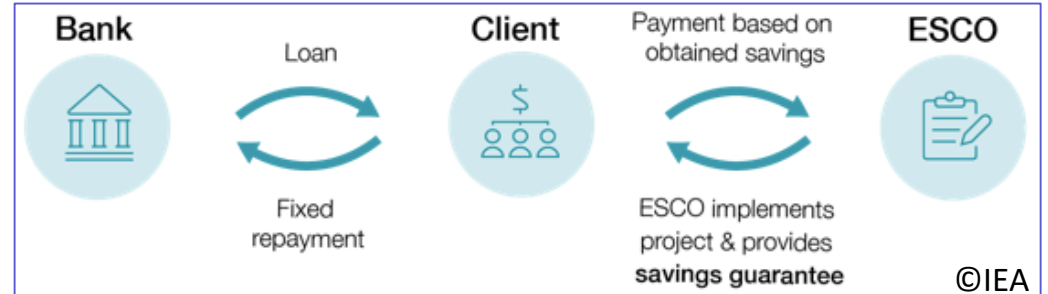 Bank
Loan
Fixed
repayment
Client
Payment based on
obtained savings
ESCO implements
project & provides
savings guarantee
ESCO
©IEA